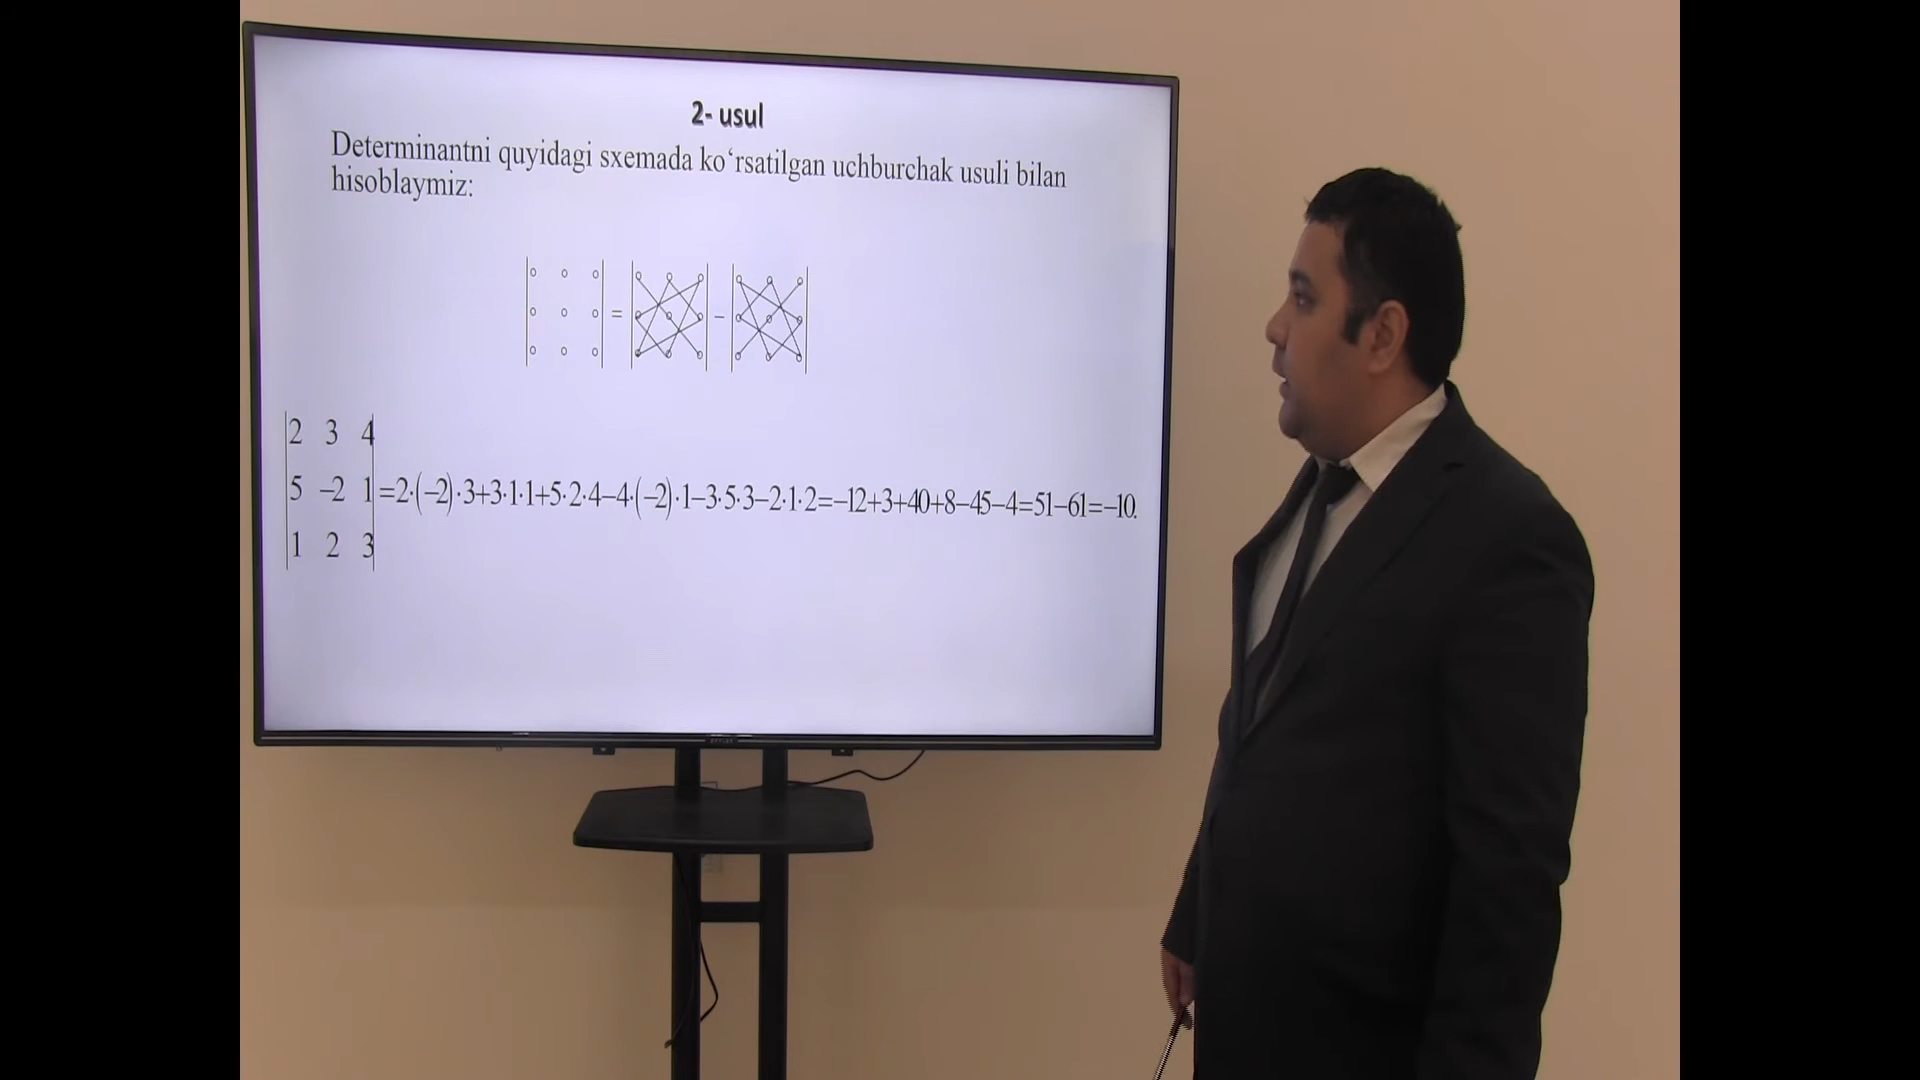 2- usul
Determinantni quyidagi sxemada ko‘rsatilgan uchburchak usuli bilan
hisoblaymiz:
= −
|2 3 4|
|5 −2 1| =2·(−2)·3+3·1·1+5·2·4−4·(−2)·1−3·5·3−2·1·2=−12+3+40+8−45−4=51−61=−10.
|1 2 3|